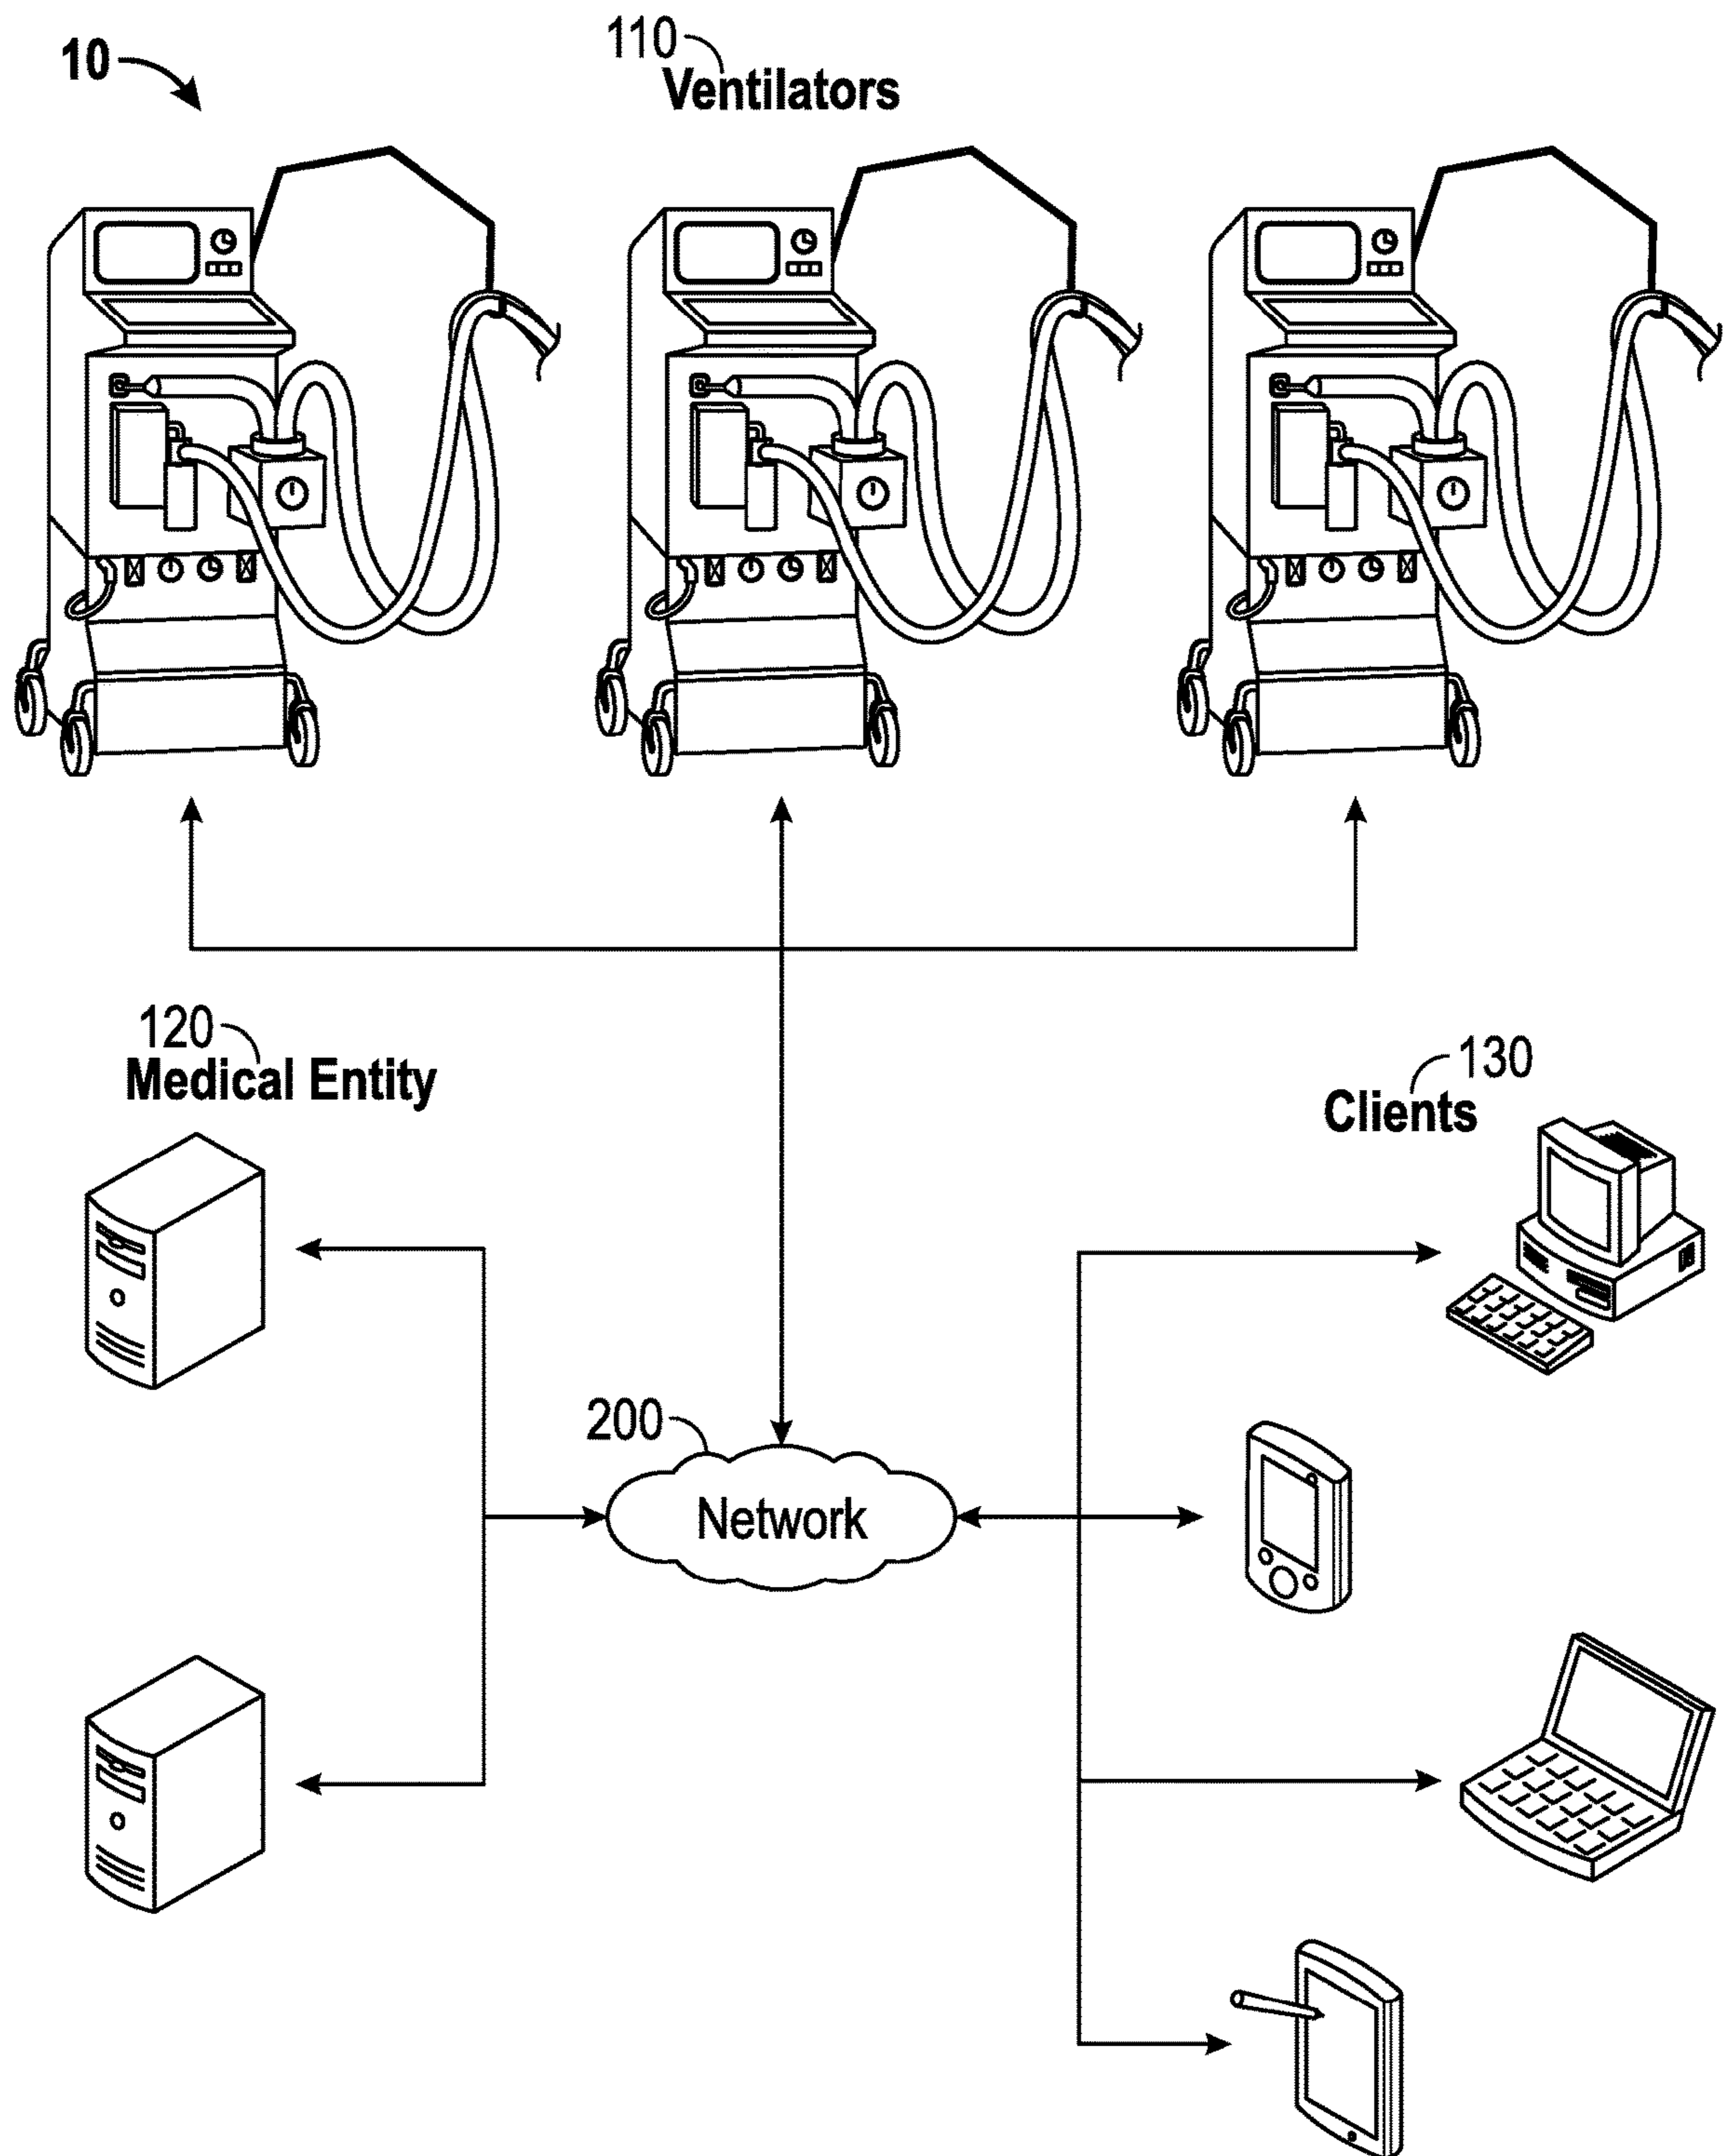 10
110
Ventilators
120
Medical Entity
130
Clients
200
Network